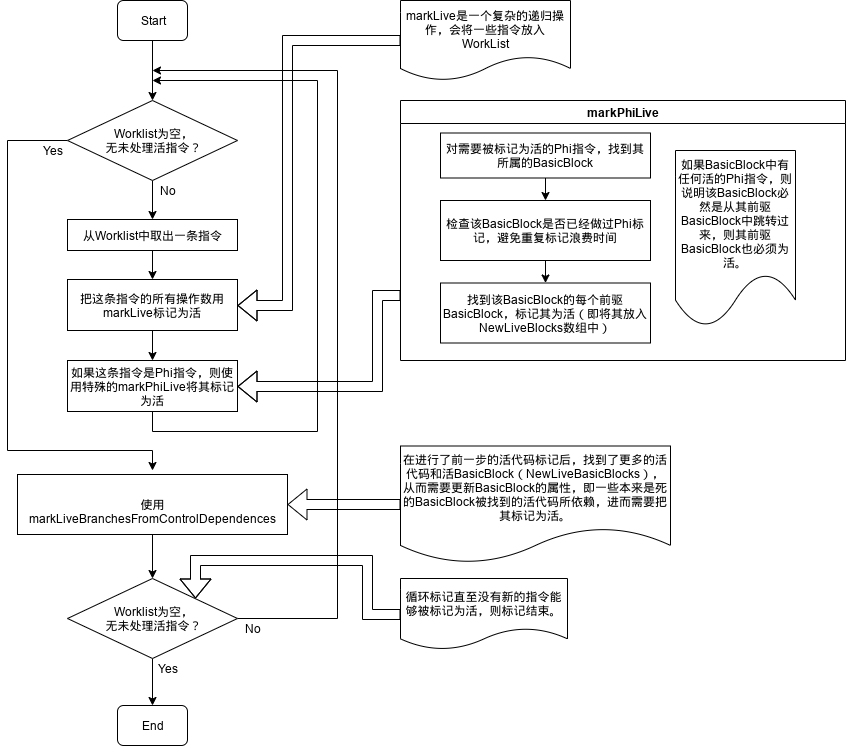 Start
markLive是一个复杂的递归操
作，会将一些指令放入
WorkList
Worklist为空，
无未处理活指令？
Yes
No
从Worklist中取出一条指令
把这条指令的所有操作数用
markLive标记为活
如果这条指令是Phi指令，则使
用特殊的markPhiLive将其标记
为活
markPhiLive
对需要被标记为活的Phi指令，找到其
所属的BasicBlock
检查该BasicBlock是否已经做过Phi标
记，避免重复标记浪费时间
找到该BasicBlock的每个前驱
BasicBlock，标记其为活（即将其放入
NewLiveBlocks数组中）
如果BasicBlock中有
任何活的Phi指令，则
说明该BasicBlock必
然是从其前驱
BasicBlock中跳转过
来，则其前驱
BasicBlock也必须为
活。
使用
markLiveBranchesFromControlDependences
在进行了前一步的活代码标记后，找到了更多的活
代码和活BasicBlock（NewLiveBasicBlocks），
从而需要更新BasicBlock的属性，即一些本来是死
的BasicBlock被找到的活代码所依赖，进而需要把
其标记为活。
Worklist为空，
无未处理活指令？
No
Yes
循环标记直至没有新的指令能
够被标记为活，则标记结束。
End